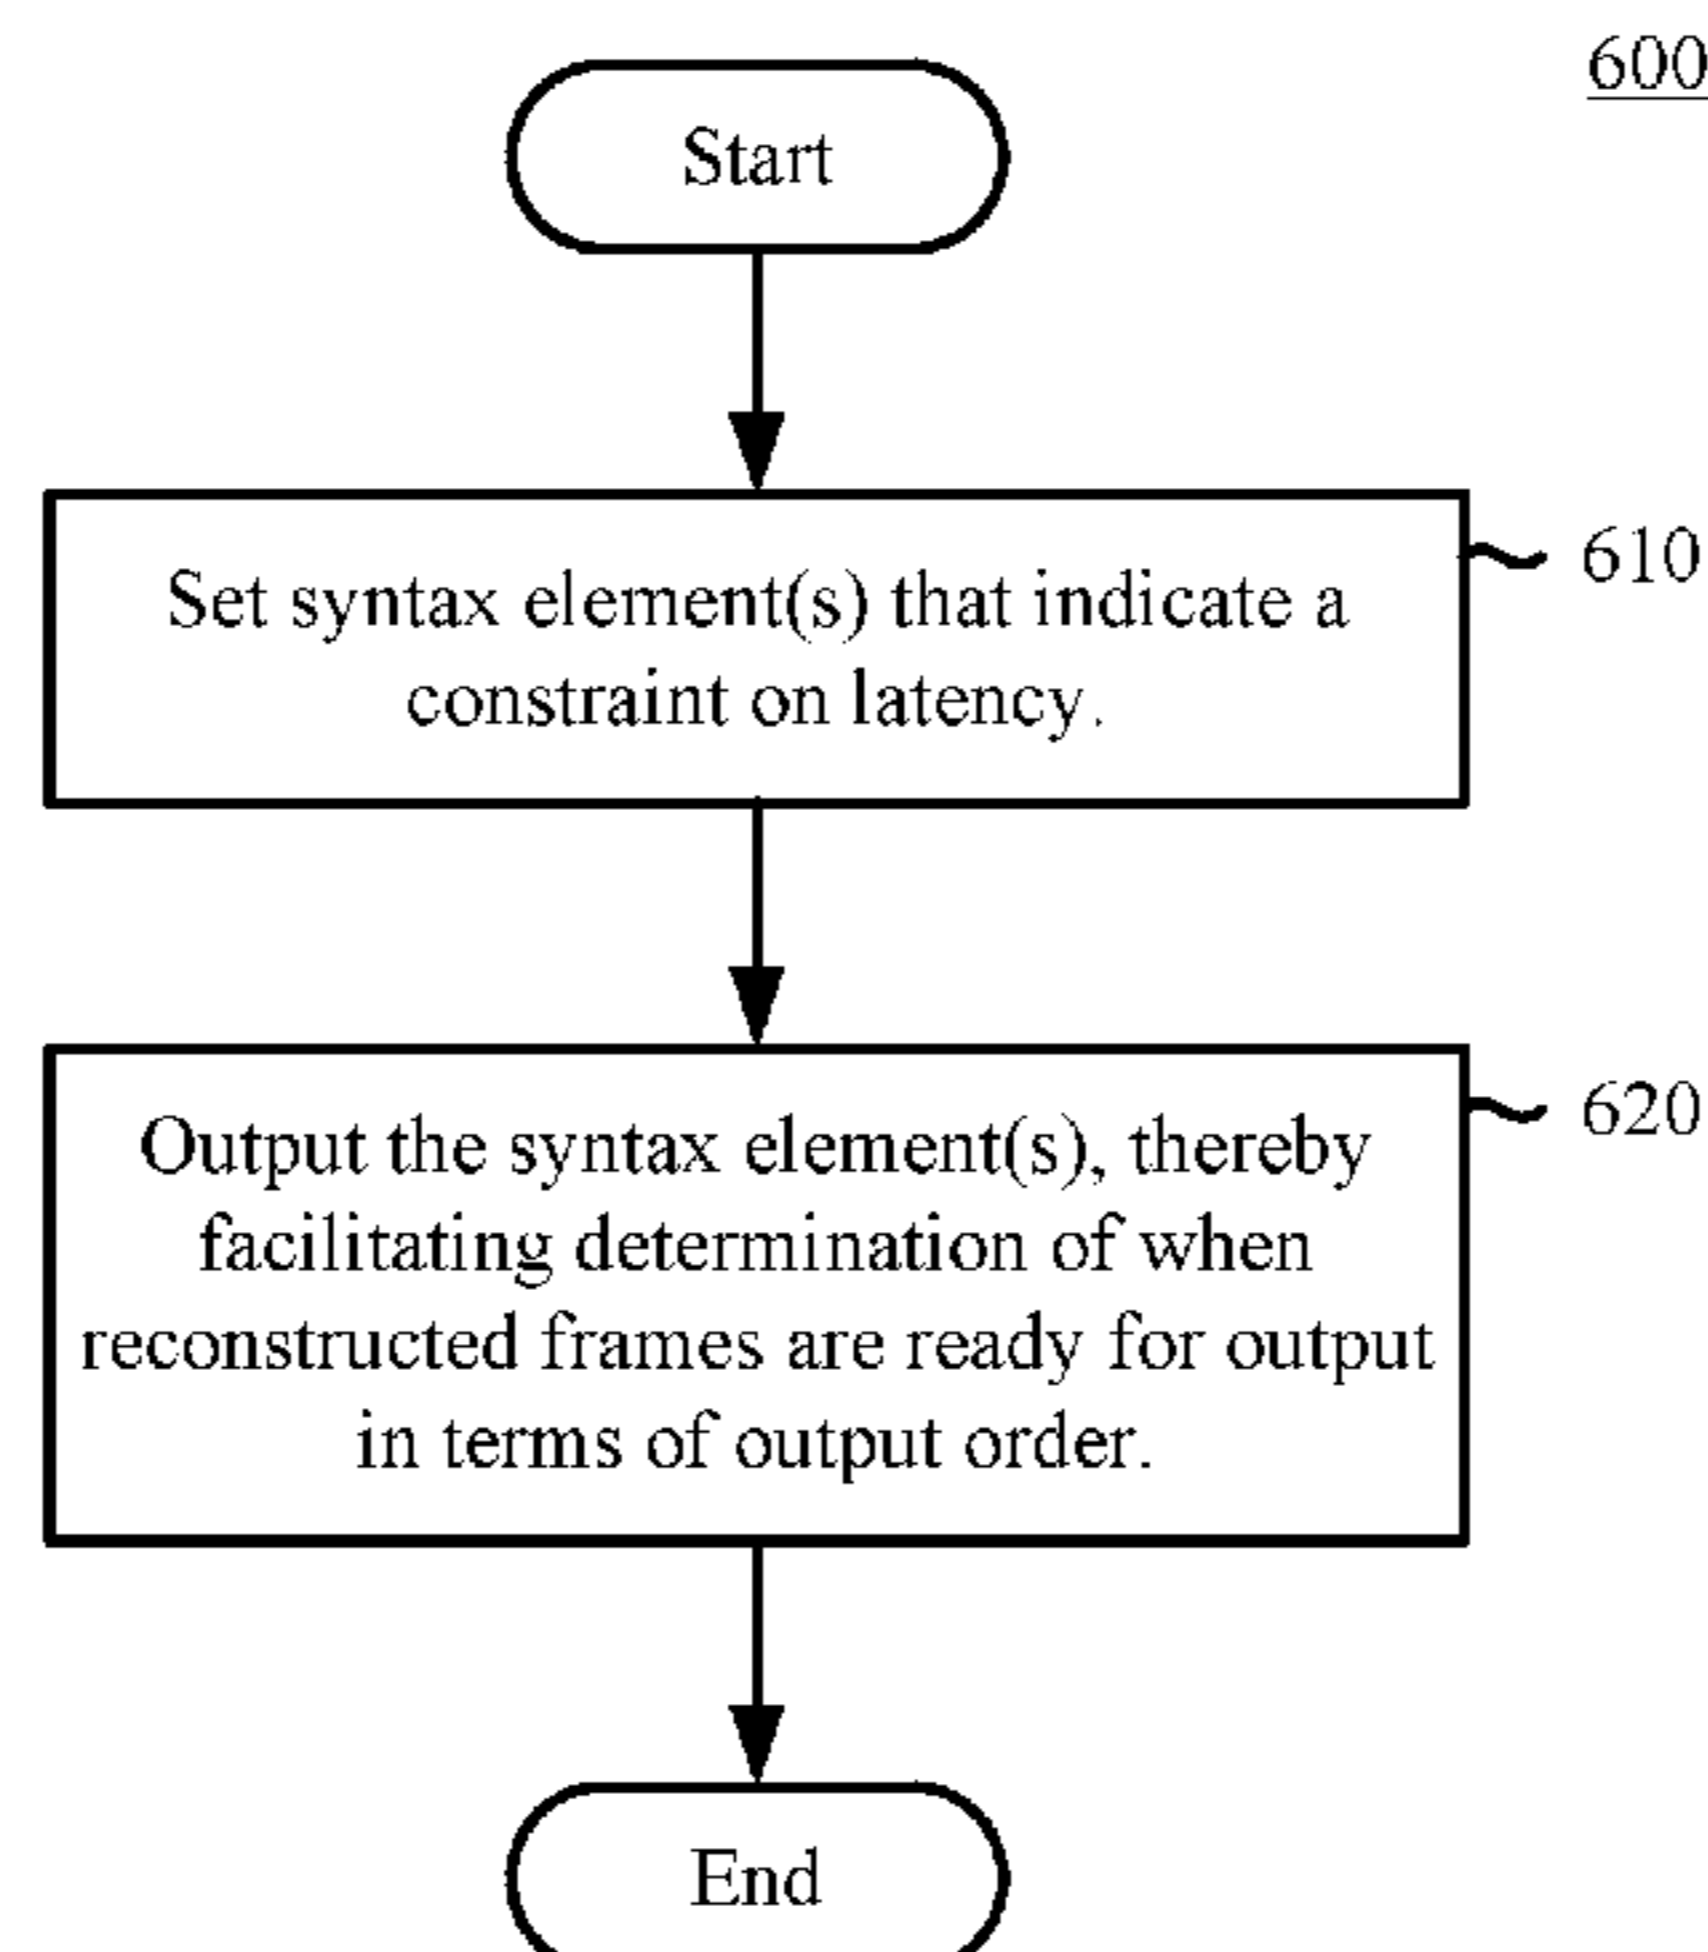 600
Start
Set syntax element(s) that indicate a
constraint on latency.
610
Output the syntax element(s), thereby
facilitating determination of when
reconstructed frames are ready for output
in terms of output order.
620
End